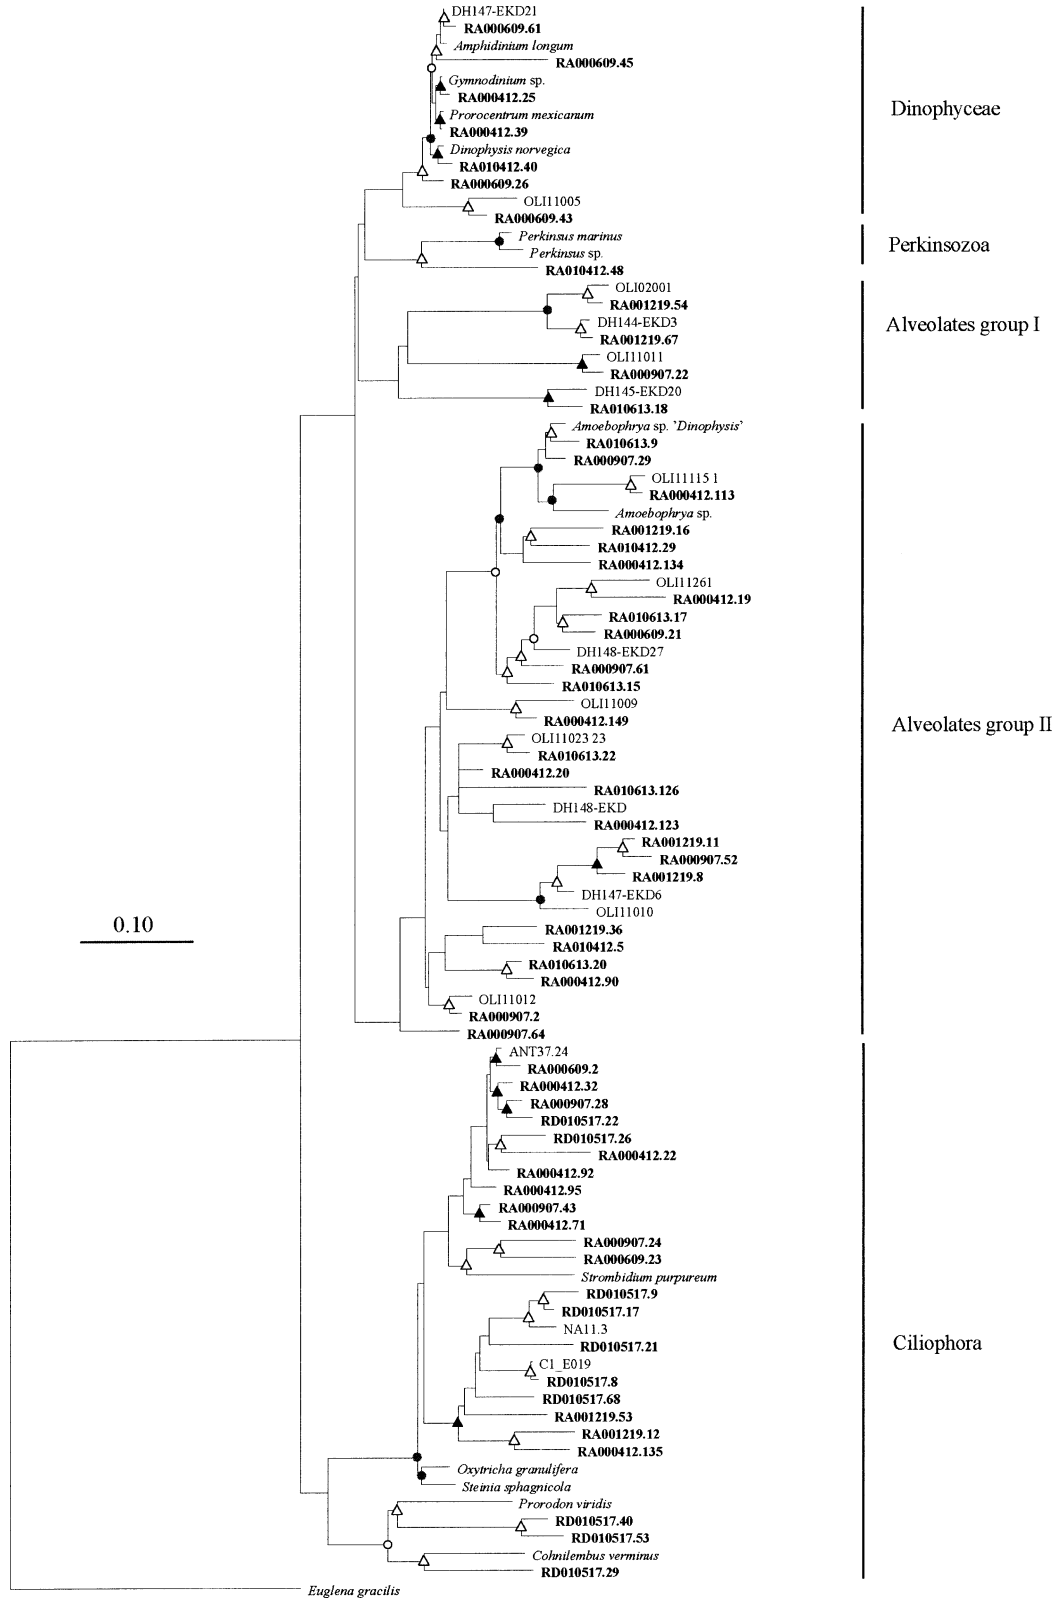 DH147-EKD21
RA000609.61
Amphidinium longum
RA000609.45
Gymnodinium sp.
RA000412.25
Prorocentrum mexicanum
RA000412.39
Dinophysis norvegica
RA010412.40
RA000609.26
OLI11005
RA000609.43
Dinophyceae
Perkinsus marinus
Perkinsus sp.
RA010412.48
Perkinsozoa
OLI02001
RA001219.54
DH144-EKD3
RA001219.67
OLI11011
RA000907.22
DH145-EKD20
RA010613.18
Alveolates group I
Amoebophrya sp. 'Dinophysis'
RA010613.9
RA000907.29
OLI11115 1
RA000412.113
Amoebophrya sp.
RA001219.16
RA010412.29
RA000412.134
OLI11261
RA000412.19
RA010613.17
RA000609.21
DH148-EKD27
RA000907.61
RA010613.15
OLI11009
RA000412.149
OLI11023 23
RA010613.22
RA000412.20
RA010613.126
DH148-EKD
RA000412.123
RA001219.11
RA000907.52
RA001219.8
DH147-EKD6
OLI11010
RA001219.36
RA010412.5
RA010613.20
RA000412.90
OLI11012
RA000907.2
RA000907.64
Alveolates group II
0.10
ANT37.24
RA000609.2
RA000412.32
RA000907.28
RD010517.22
RD010517.26
RA000412.22
RA000412.92
RA000412.95
RA000907.43
RA000412.71
RA000907.24
RA000609.23
Strombidium purpureum
RD010517.9
RD010517.17
NA11.3
RD010517.21
C1_E019
RD010517.8
RD010517.68
RA001219.53
RA001219.12
RA000412.135
Oxytricha granulifera
Steinia sphagnicola
Prorodon viridis
RD010517.40
RD010517.53
Cohnilembus verminus
RD010517.29
Ciliophora
Euglena gracilis